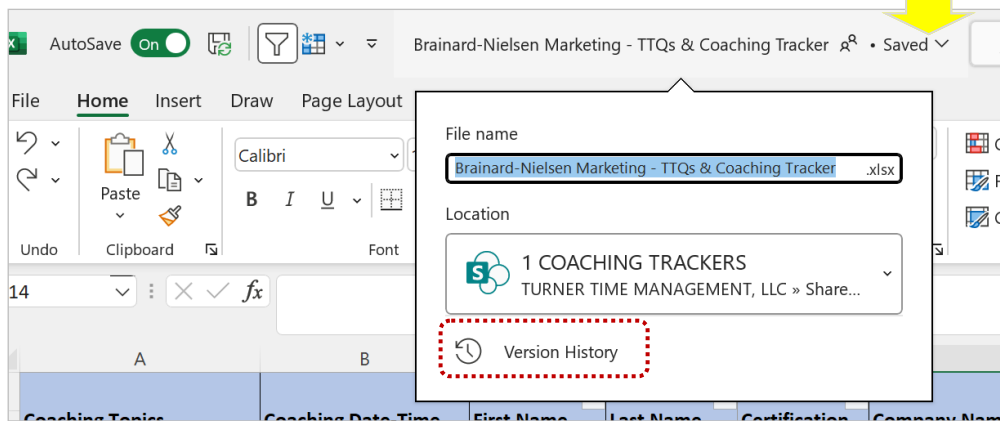 AutoSave On Brainard-Nielsen Marketing - TTQs & Coaching Tracker • Saved
File Home Insert Draw Page Layout
File name
Calibri
Brainard-Nielsen Marketing - TTQs & Coaching Tracker .xlsx
Paste
B I U
Location
Undo Clipboard Font
1 COACHING TRACKERS
TURNER TIME MANAGEMENT, LLC » Share...
14 fx
Version History
A B
Coaching Topics Coaching Date-Time First Name Last Name Certification Company Name